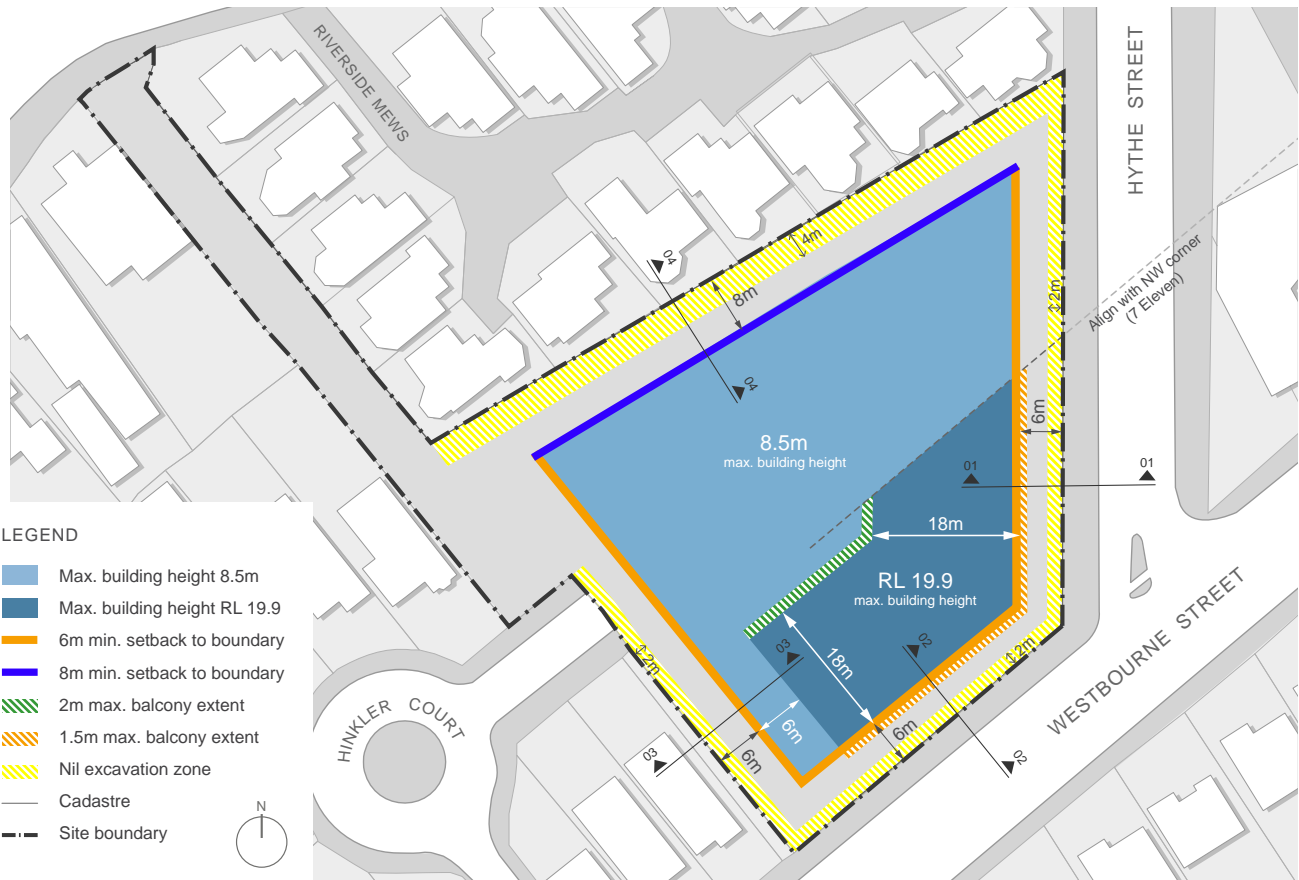 RIVERSIDE MEWS
HYTHE STREET
Align with NW corner
(7 Eleven)
04
4m
8m
2m
04
6m
8.5m
max. building height
01
01
18m
RL 19.9
max. building height
2m
03
18m
02
2m
WESTBOURNE STREET
6m
6m
6m
03
02
HINKLER COURT
LEGEND
Max. building height 8.5m
Max. building height RL 19.9
6m min. setback to boundary
8m min. setback to boundary
2m max. balcony extent
1.5m max. balcony extent
Nil excavation zone
Cadastre
Site boundary
N